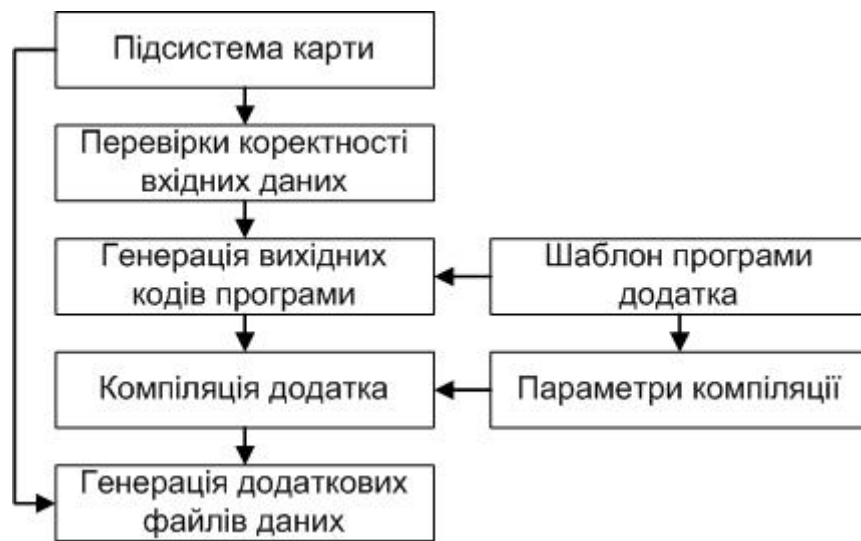 Підсистема карти
Перевірки коректності
вхідних даних
Генерація вихідних
кодів програми
Шаблон програми
додатка
Компіляція додатка
Параметри компіляції
Генерація додаткових
файлів даних